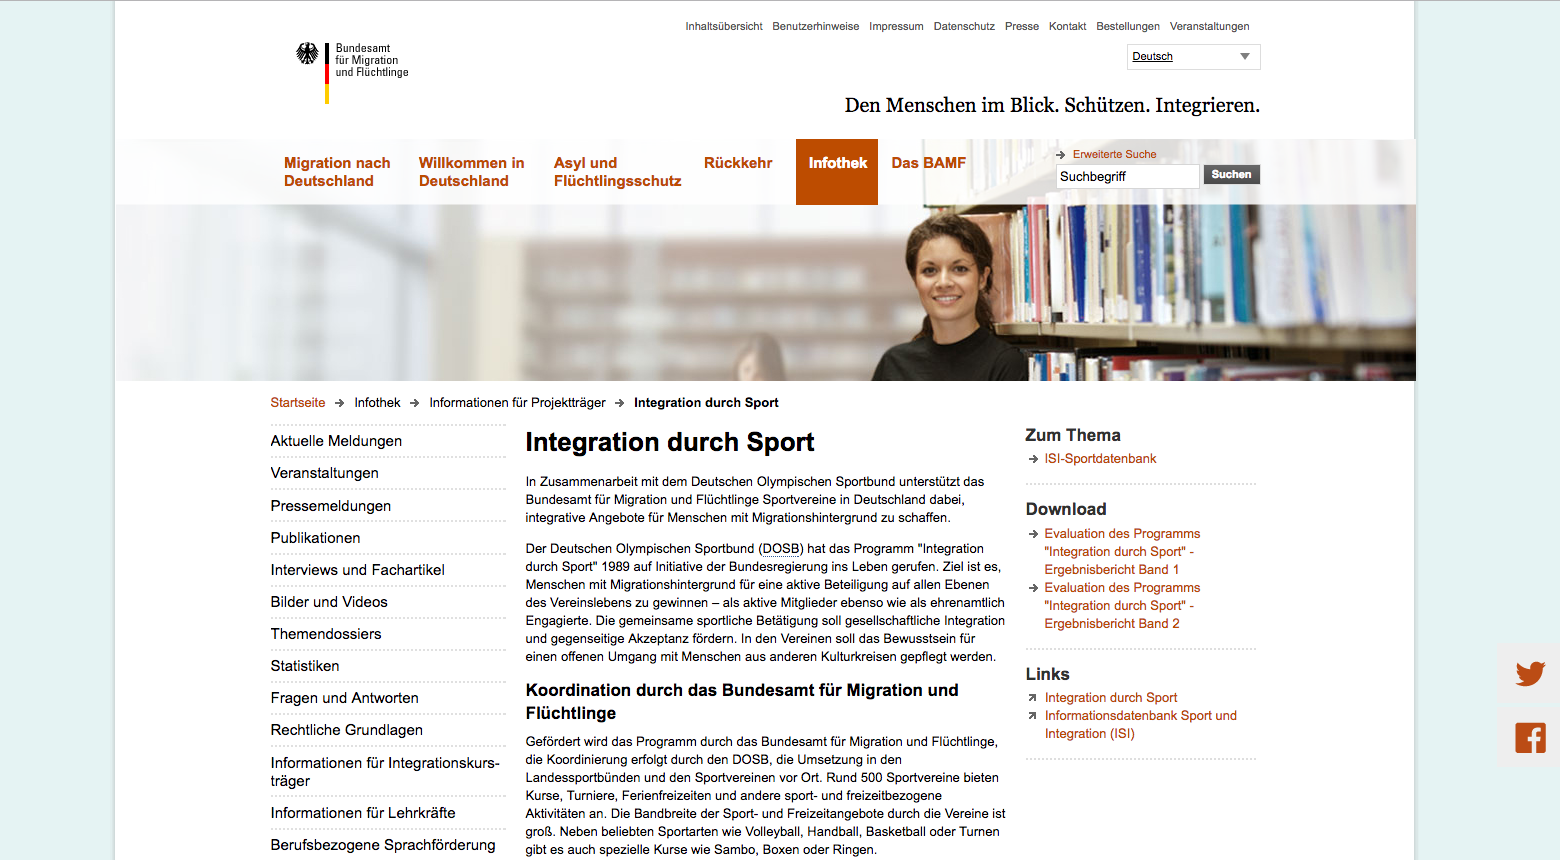 Inhaltsübersicht Benutzerhinweise Impressum Datenschutz Presse Kontakt Bestellungen Veranstaltungen
Bundesamt
für Migration
und Flüchtlinge
Deutsch
Den Menschen im Blick. Schützen. Integrieren.
Migration nach
Deutschland
Willkommen in
Deutschland
Asyl und
Flüchtlingsschutz
Rückkehr
Infothek
Das BAMF
Erweiterte Suche
Suchbegriff
Suchen
Startseite Infothek Informationen für Projektträger Integration durch Sport
Aktuelle Meldungen
Veranstaltungen
Pressemeldungen
Publikationen
Interviews und Fachartikel
Bilder und Videos
Themendossiers
Statistiken
Fragen und Antworten
Rechtliche Grundlagen
Informationen für Integrationskurs-
träger
Informationen für Lehrkräfte
Berufsbezogene Sprachförderung
Integration durch Sport
In Zusammenarbeit mit dem Deutschen Olympischen Sportbund unterstützt das
Bundesamt für Migration und Flüchtlinge Sportvereine in Deutschland dabei,
integrative Angebote für Menschen mit Migrationshintergrund zu schaffen.
Der Deutschen Olympischen Sportbund (DOSB) hat das Programm "Integration
durch Sport" 1989 auf Initiative der Bundesregierung ins Leben gerufen. Ziel ist es,
Menschen mit Migrationshintergrund für eine aktive Beteiligung auf allen Ebenen
des Vereinslebens zu gewinnen – als aktive Mitglieder ebenso wie als ehrenamtlich
Engagierte. Die gemeinsame sportliche Betätigung soll gesellschaftliche Integration
und gegenseitige Akzeptanz fördern. In den Vereinen soll das Bewusstsein für
einen offenen Umgang mit Menschen aus anderen Kulturkreisen gepflegt werden.
Koordination durch das Bundesamt für Migration und
Flüchtlinge
Gefördert wird das Programm durch das Bundesamt für Migration und Flüchtlinge,
die Koordinierung erfolgt durch den DOSB, die Umsetzung in den
Landessportbünden und den Sportvereinen vor Ort. Rund 500 Sportvereine bieten
Kurse, Turniere, Ferienfreizeiten und andere sport- und freizeitbezogene
Aktivitäten an. Die Bandbreite der Sport- und Freizeitangebote durch die Vereine ist
groß. Neben beliebten Sportarten wie Volleyball, Handball, Basketball oder Turnen
gibt es auch spezielle Kurse wie Sambo, Boxen oder Ringen.
Zum Thema
ISI-Sportdatenbank
Download
Evaluation des Programms
"Integration durch Sport" -
Ergebnisbericht Band 1
Evaluation des Programms
"Integration durch Sport" -
Ergebnisbericht Band 2
Links
Integration durch Sport
Informationsdatenbank Sport und
Integration (ISI)